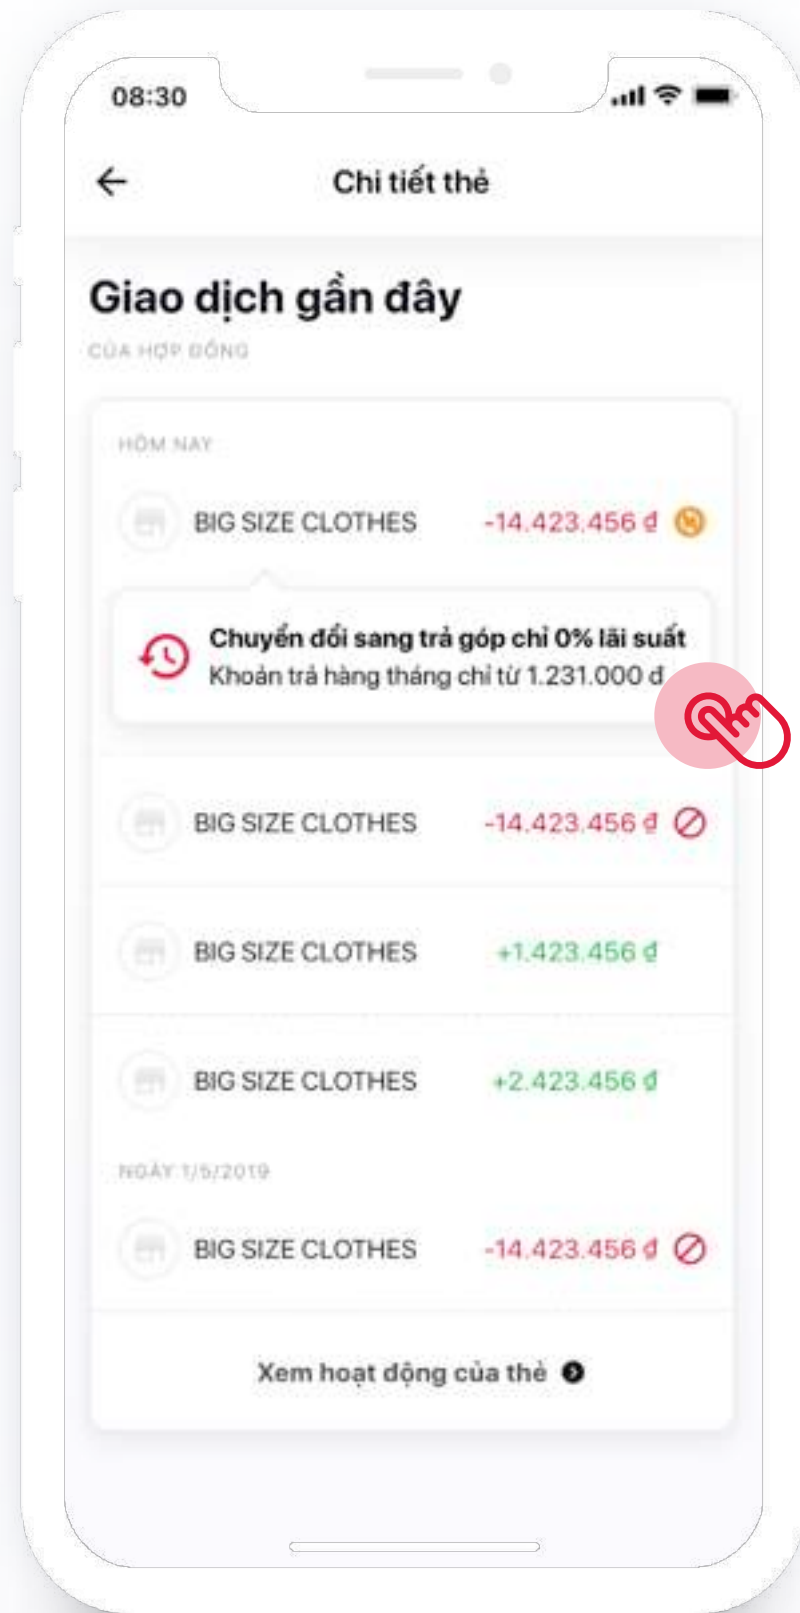 08:30
Chi tiết thẻ
Giao dịch gần đây
CỦA HỢP ĐỒNG
HÔM NAY
BIG SIZE CLOTHES -14.423.456 đ
Chuyển đổi sang trả góp chỉ 0% lãi suất
Khoản trả hàng tháng chỉ từ 1.231.000 đ
BIG SIZE CLOTHES -14.423.456 đ
BIG SIZE CLOTHES +1.423.456 đ
BIG SIZE CLOTHES +2.423.456 đ
NGÀY 1/5/2019
BIG SIZE CLOTHES -14.423.456 đ
Xem hoạt động của thẻ